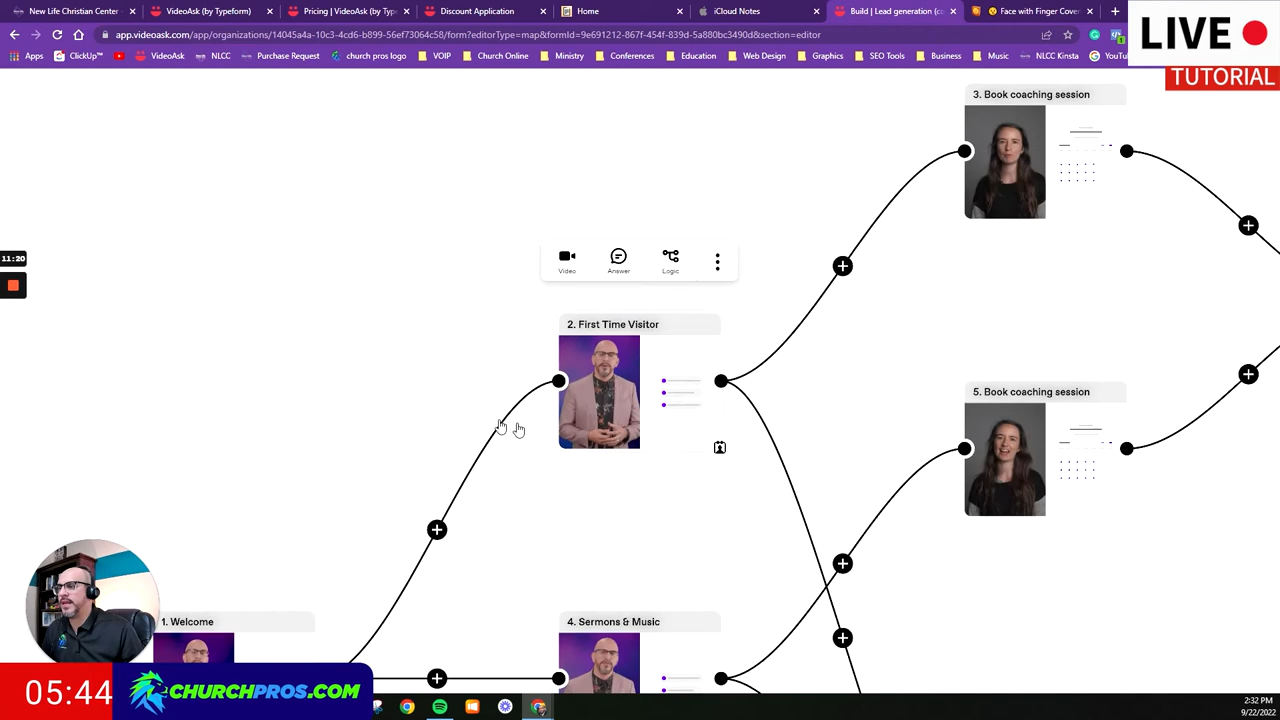 New Life Christian Center
VideoAsk (by Typeform)
Pricing | VideoAsk (by Type
Discount Application
Home
iCloud Notes
Build | Lead generation (co
Face with Finger Cover
app.videoask.com/app/organizations/14045a4a-10c3-4cd6-b899-56ef73064c58/form?editorType=map&formId=9e691212-867f-454f-839d-5a880bc3490d&section=editor
Apps
ClickUp™
VideoAsk
NLCC
Purchase Request
church pros logo
VOIP
Church Online
Ministry
Conferences
Education
Web Design
Graphics
SEO Tools
Business
Music
NLCC Kinsta
YouTu
LIVE
TUTORIAL
3. Book coaching session
11:20
Video
Answer
Logic
2. First Time Visitor
5. Book coaching session
1. Welcome
4. Sermons & Music
05:44
CHURCHPROS.COM
2:32 PM
9/22/2022